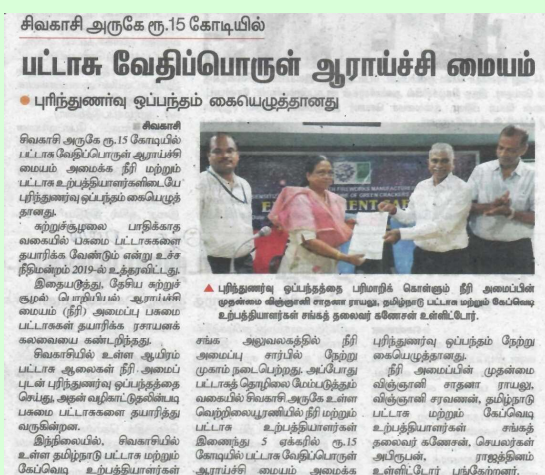 சிவகாசி அருகே ரூ.15 கோடியில்
பட்டாசு வேதிப்பொருள் ஆராய்ச்சி மையம்
புரிந்துணர்வு ஒப்பந்தம் கையெழுத்தானது
சிவகாசி
சிவகாசி அருகே ரூ.15 கோடியில்
பட்டாசு வேதிப்பொருள் ஆராய்ச்சி
மையம் அமைக்க நீரி மற்றும்
பட்டாசு உற்பத்தியாளர்களிடையே
புரிந்துணர்வு ஒப்பந்தம் கையெழுத்
தானது.
சுற்றுச்சூழலை பாதிக்காத
வகையில் பசுமை பட்டாசுகளை
தயாரிக்க வேண்டும் என்று உச்ச
நீதிமன்றம் 2019-ல் உத்தரவிட்டது.
இதையடுத்து, தேசிய சுற்றுச்
சூழல் பொறியியல் ஆராய்ச்சி
மையம் (நீரி) அமைப்பு பசுமை
பட்டாசுகள் தயாரிக்க ரசாயனக்
கலவையை கண்டறிந்தது.
சிவகாசியில் உள்ள ஆயிரம்
பட்டாசு ஆலைகள் நீரி அமைப்
புடன் புரிந்துணர்வு ஒப்பந்தத்தை
செய்து, அதன் வழிகாட்டுதலின்படி
பசுமை பட்டாசுகளை தயாரித்து
வருகின்றன.
இந்நிலையில், சிவகாசியில்
உள்ள தமிழ்நாடு பட்டாசு மற்றும்
கேப்வெடி உற்பத்தியாளர்கள்
புரிந்துணர்வு ஒப்பந்தத்தை பரிமாறிக் கொள்ளும் நீரி அமைப்பின்
முதன்மை விஞ்ஞானி சாதனா ராயலு, தமிழ்நாடு பட்டாசு மற்றும் கேப்வெடி
உற்பத்தியாளர்கள் சங்கத் தலைவர் கணேசன் உள்ளிட்டோர்.
சங்க அலுவலகத்தில் நீரி
அமைப்பு சார்பில் நேற்று
முகாம் நடைபெற்றது. அப்போது
பட்டாசுத் தொழிலை மேம்படுத்தும்
வகையில் சிவகாசி அருகே உள்ள
வெற்றிலையூரணியில் நீரி மற்றும்
பட்டாசு உற்பத்தியாளர்கள்
இணைந்து 5 ஏக்கரில் ரூ.15
கோடியில் பட்டாசு வேதிப்பொருள்
ஆராய்ச்சி மையம் அமைக்க
புரிந்துணர்வு ஒப்பந்தம் நேற்று
கையெழுத்தானது.
நீரி அமைப்பின் முதன்மை
விஞ்ஞானி சாதனா ராயலு,
விஞ்ஞானி சரவணன், தமிழ்நாடு
பட்டாசு மற்றும் கேப்வெடி
உற்பத்தியாளர்கள் சங்கத்
தலைவர் கணேசன், செயலர்கள்
அபிரூபன், ராஜத்தினம்
உள்ளிட்டோர் பங்கேற்றனர்.